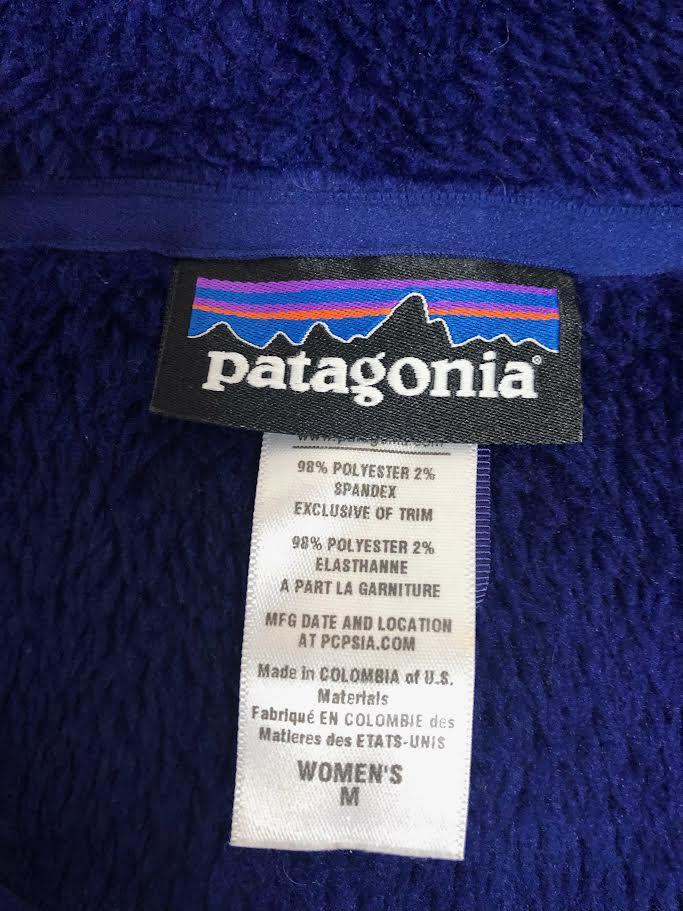 patagonia®
98% POLYESTER 2%
SPANDEX
EXCLUSIVE OF TRIM
98% POLYESTER 2%
ELASTHANNE
A PART LA GARNITURE
MFG DATE AND LOCATION
AT PCPSIA.COM
Made in COLOMBIA of U.S.
Materials
Fabriqué EN COLOMBIE des
Matieres des ETATS-UNIS
WOMEN'S
M